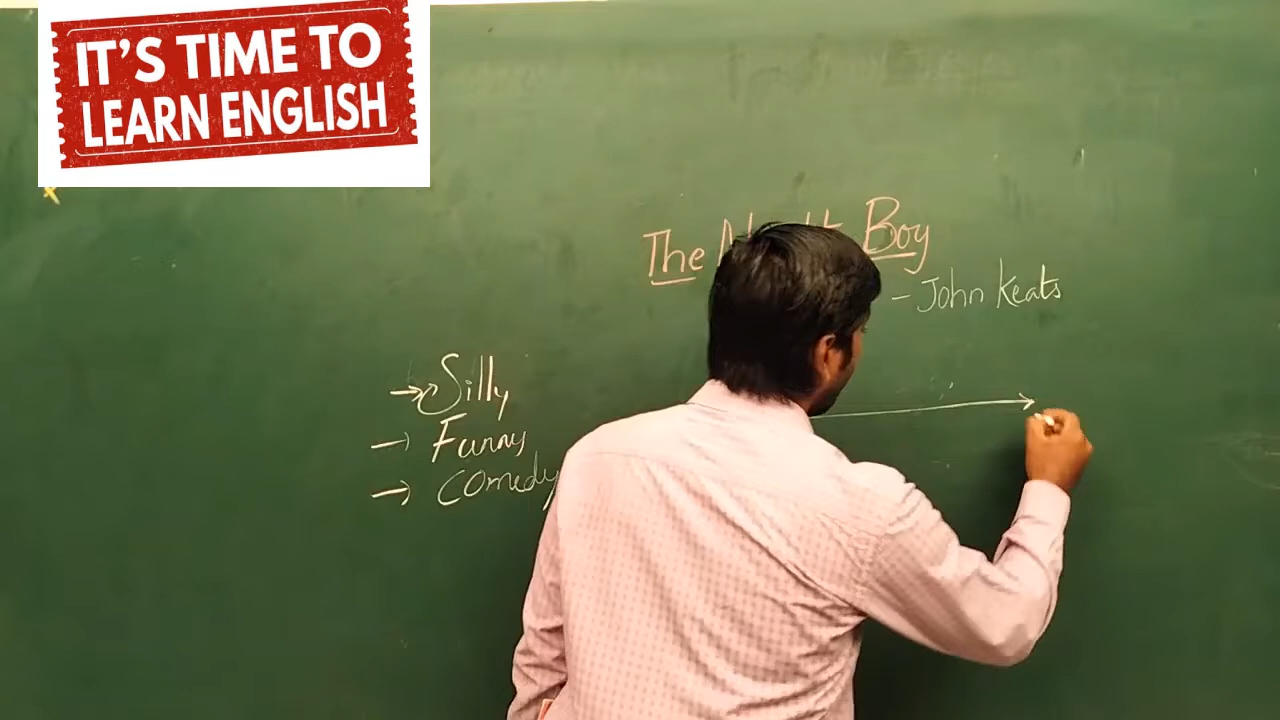 IT'S TIME TO
LEARN ENGLISH
The Boy
- John Keats
→ Silly
→ Funny
→ Comedy